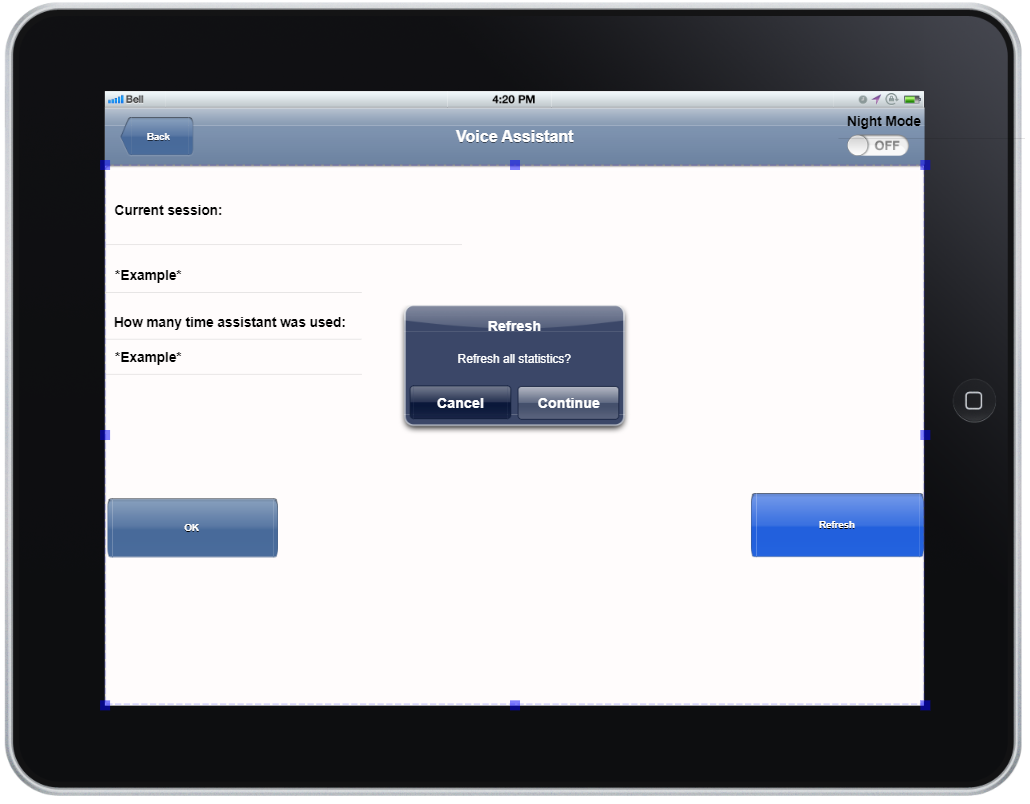 Bell 4:20 PM
Night Mode
Back Voice Assistant
OFF
Current session:
*Example*
How many time assistant was used:
*Example*
Refresh
Refresh all statistics?
Cancel Continue
OK Refresh